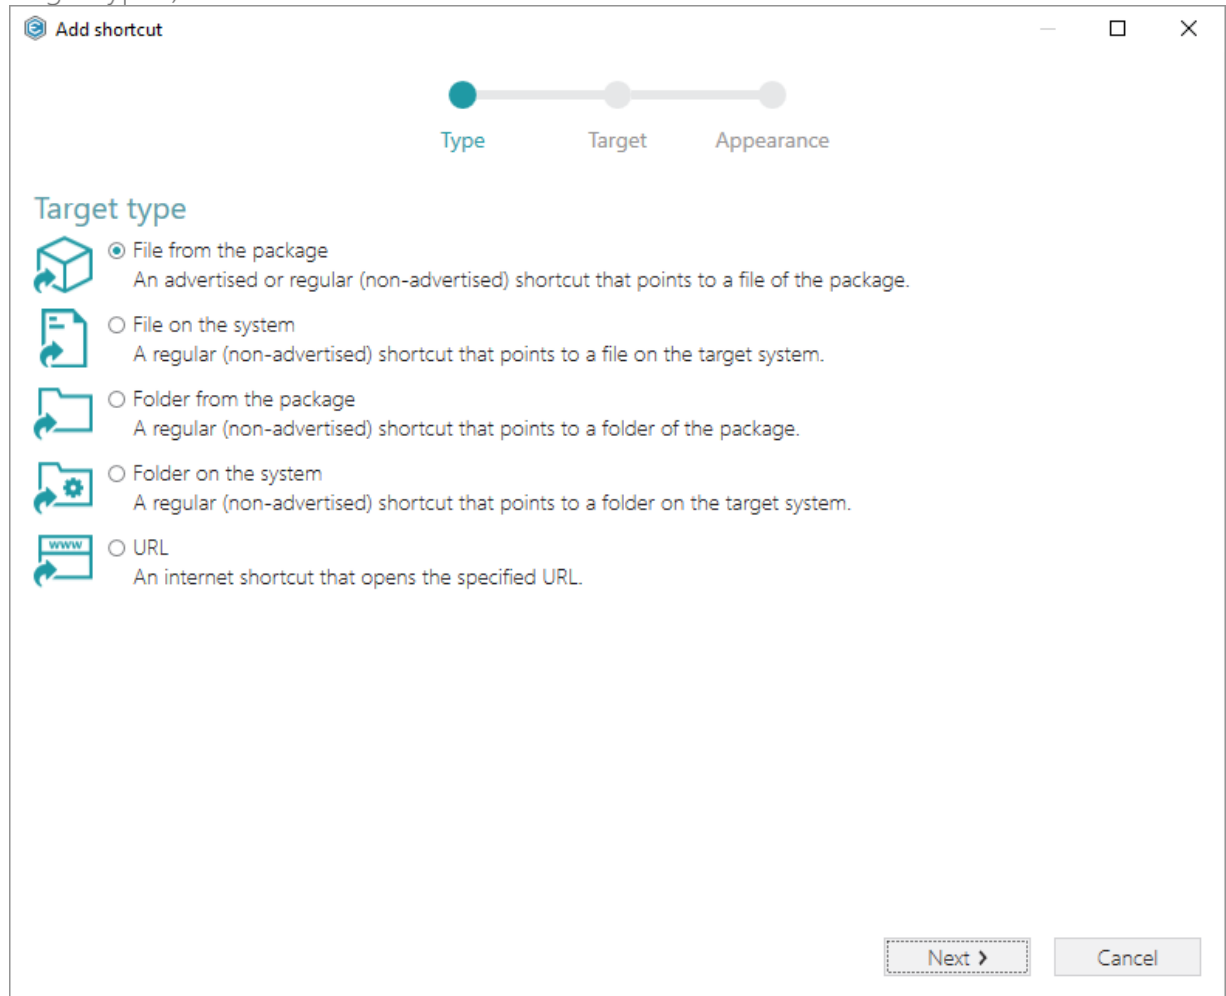 Add shortcut
Type Target Appearance
Target type
File from the package
An advertised or regular (non-advertised) shortcut that points to a file of the package.
File on the system
A regular (non-advertised) shortcut that points to a file on the target system.
Folder from the package
A regular (non-advertised) shortcut that points to a folder of the package.
Folder on the system
A regular (non-advertised) shortcut that points to a folder on the target system.
www
URL
An internet shortcut that opens the specified URL.
Next
Cancel